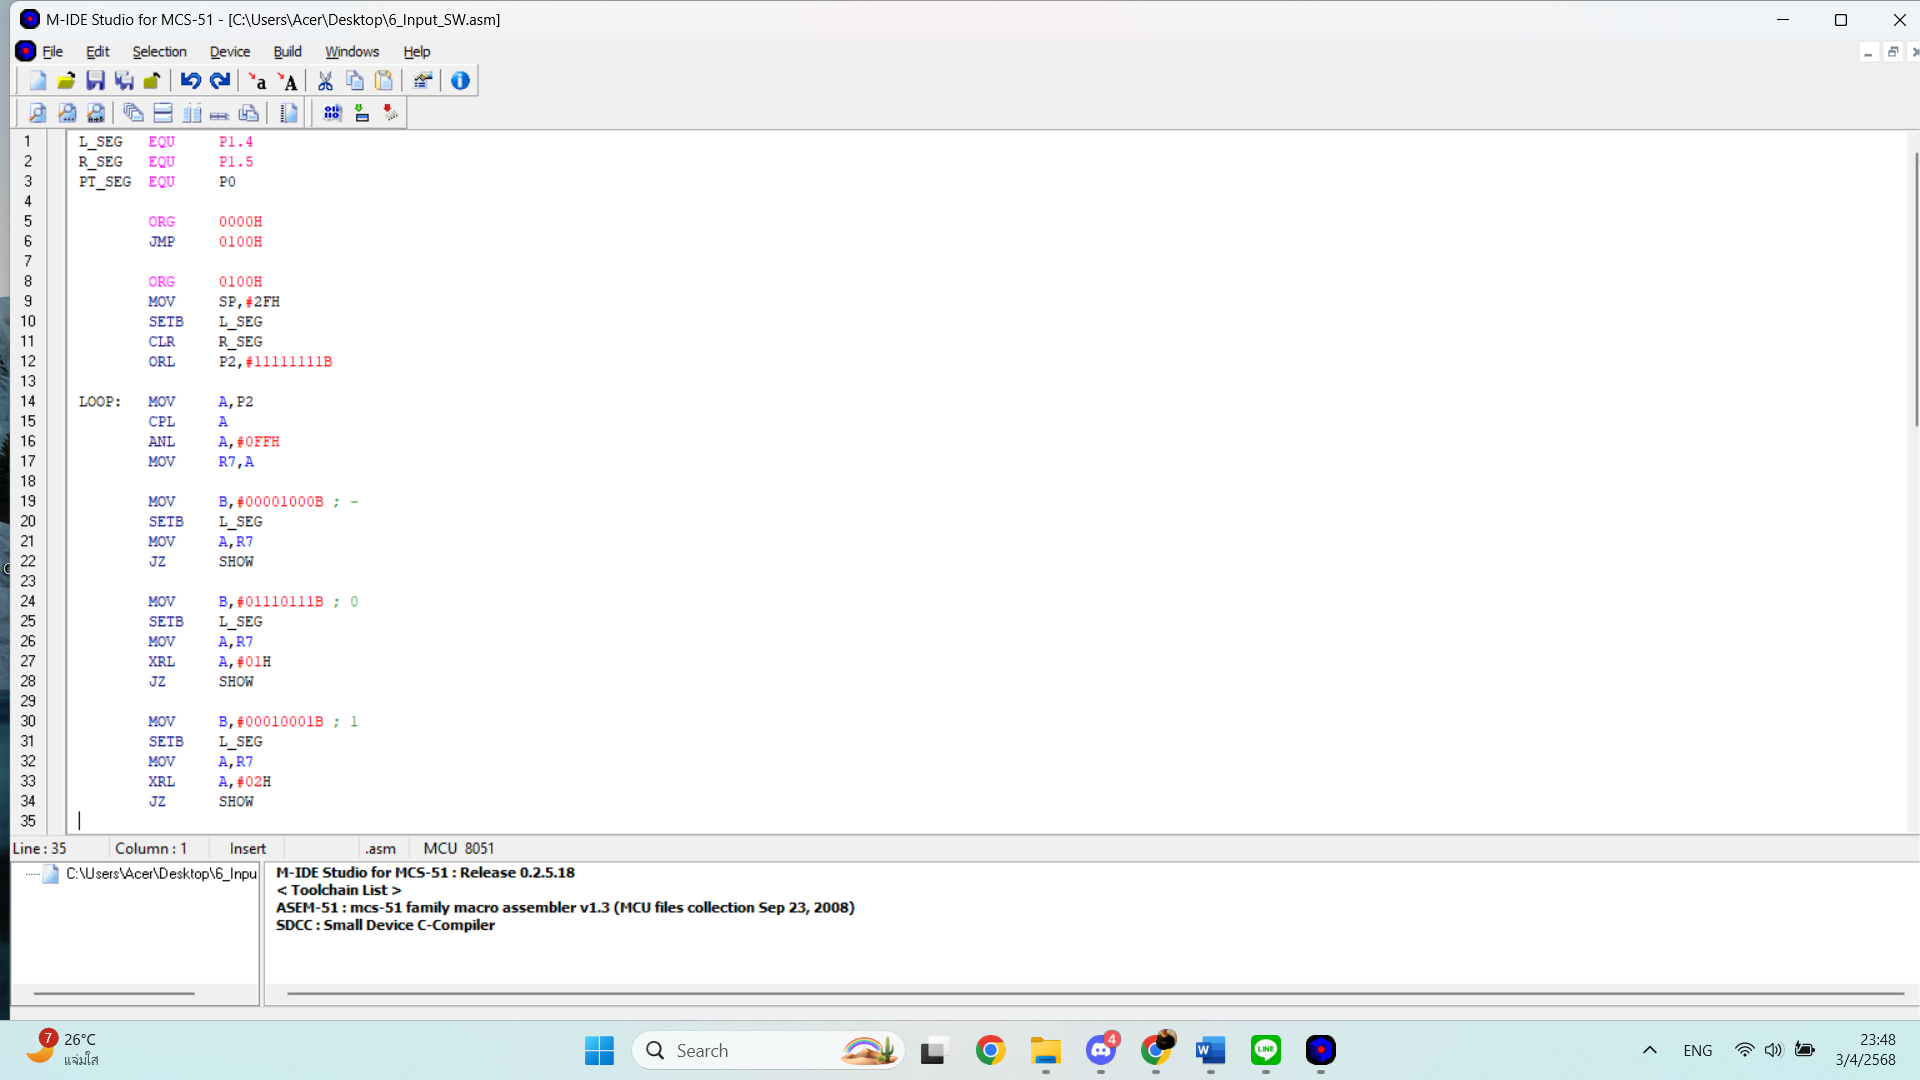 M-IDE Studio for MCS-51 - [C:\Users\Acer\Desktop\6_Input_SW.asm]
File Edit Selection Device Build Windows Help
1 L_SEG EQU P1.4
2 R_SEG EQU P1.5
3 PT_SEG EQU P0
4
5 ORG 0000H
6 JMP 0100H
7
8 ORG 0100H
9 MOV SP,#2FH
10 SETB L_SEG
11 CLR R_SEG
12 ORL P2,#11111111B
13
14 LOOP: MOV A,P2
15 CPL A
16 ANL A,#0FFH
17 MOV R7,A
18
19 MOV B,#00001000B ; -
20 SETB L_SEG
21 MOV A,R7
22 JZ SHOW
23
24 MOV B,#01110111B ; 0
25 SETB L_SEG
26 MOV A,R7
27 XRL A,#01H
28 JZ SHOW
29
30 MOV B,#00010001B ; 1
31 SETB L_SEG
32 MOV A,R7
33 XRL A,#02H
34 JZ SHOW
35
Line : 35 Column : 1 Insert .asm MCU 8051
C:\Users\Acer\Desktop\6_Inpu
M-IDE Studio for MCS-51 : Release 0.2.5.18
< Toolchain List >
ASEM-51 : mcs-51 family macro assembler v1.3 (MCU files collection Sep 23, 2008)
SDCC : Small Device C-Compiler
7 26°C
แจ่มใส
Search
4
ENG
23:48
3/4/2568